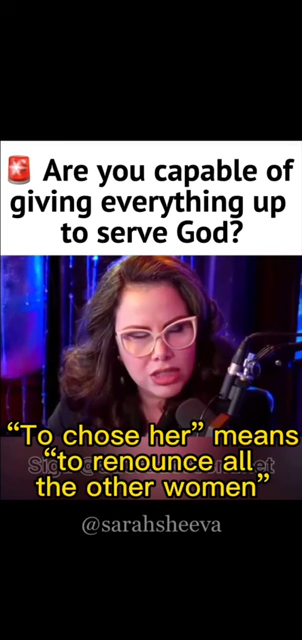 🚨 Are you capable of
giving everything up
to serve God?
“To chose her” means
“to renounce all
the other women”
@sarahsheeva